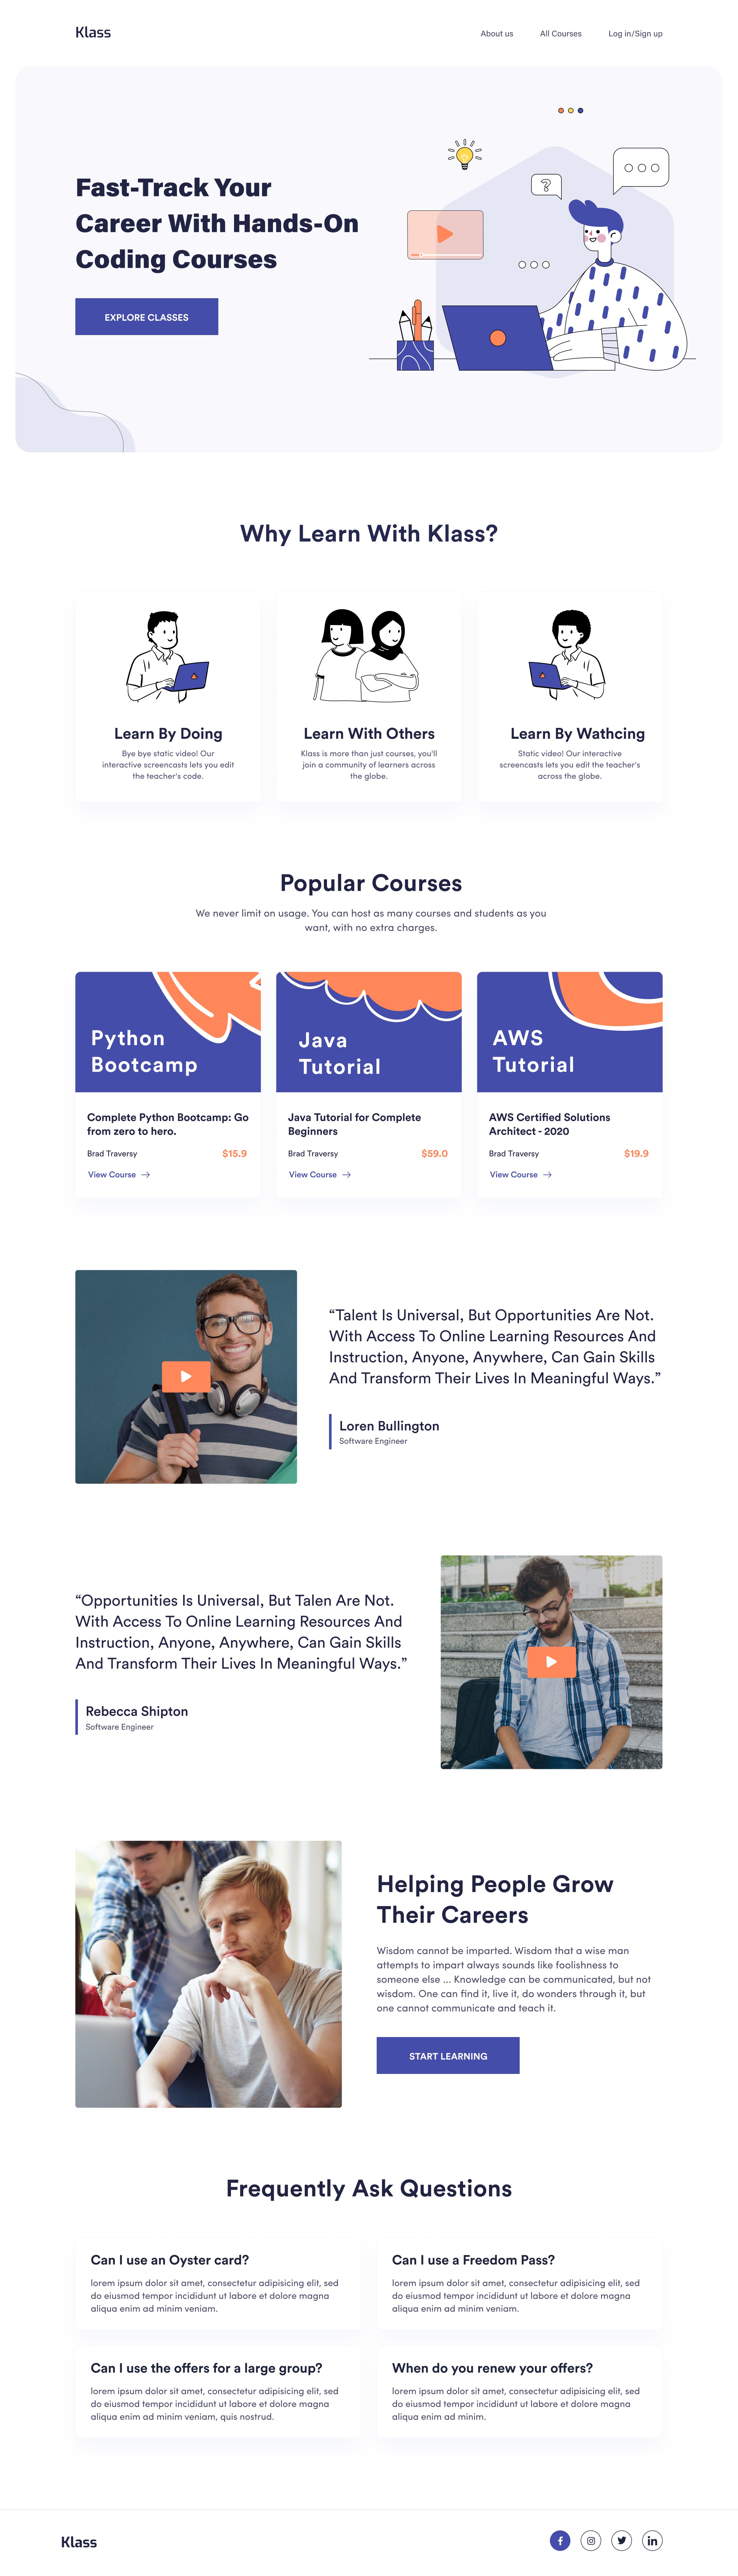 Klass
About us
All Courses
Log in/Sign up
Fast-Track Your
Career With Hands-On
Coding Courses
EXPLORE CLASSES
?
Why Learn With Klass?
Learn By Doing
Bye bye static video! Our
interactive screencasts lets you edit
the teacher's code.
Learn With Others
Klass is more than just courses, you'll
join a community of learners across
the globe.
Learn By Wathcing
Static video! Our interactive
screencasts lets you edit the teacher's
across the globe.
Popular Courses
We never limit on usage. You can host as many courses and students as you
want, with no extra charges.
Python
Bootcamp
Complete Python Bootcamp: Go
from zero to hero.
Brad Traversy
$15.9
View Course
Java
Tutorial
Java Tutorial for Complete
Beginners
Brad Traversy
$59.0
View Course
AWS
Tutorial
AWS Certified Solutions
Architect - 2020
Brad Traversy
$19.9
View Course
“Talent Is Universal, But Opportunities Are Not.
With Access To Online Learning Resources And
Instruction, Anyone, Anywhere, Can Gain Skills
And Transform Their Lives In Meaningful Ways.”
Loren Bullington
Software Engineer
“Opportunities Is Universal, But Talen Are Not.
With Access To Online Learning Resources And
Instruction, Anyone, Anywhere, Can Gain Skills
And Transform Their Lives In Meaningful Ways.”
Rebecca Shipton
Software Engineer
Helping People Grow
Their Careers
Wisdom cannot be imparted. Wisdom that a wise man
attempts to impart always sounds like foolishness to
someone else ... Knowledge can be communicated, but not
wisdom. One can find it, live it, do wonders through it, but
one cannot communicate and teach it.
START LEARNING
Frequently Ask Questions
Can I use an Oyster card?
lorem ipsum dolor sit amet, consectetur adipisicing elit, sed
do eiusmod tempor incididunt ut labore et dolore magna
aliqua enim ad minim veniam.
Can I use a Freedom Pass?
lorem ipsum dolor sit amet, consectetur adipisicing elit, sed
do eiusmod tempor incididunt ut labore et dolore magna
aliqua enim ad minim veniam.
Can I use the offers for a large group?
lorem ipsum dolor sit amet, consectetur adipisicing elit, sed
do eiusmod tempor incididunt ut labore et dolore magna
aliqua enim ad minim veniam, quis nostrud.
When do you renew your offers?
lorem ipsum dolor sit amet, consectetur adipisicing elit, sed
do eiusmod tempor incididunt ut labore et dolore magna
aliqua enim ad minim.
Klass
f
in